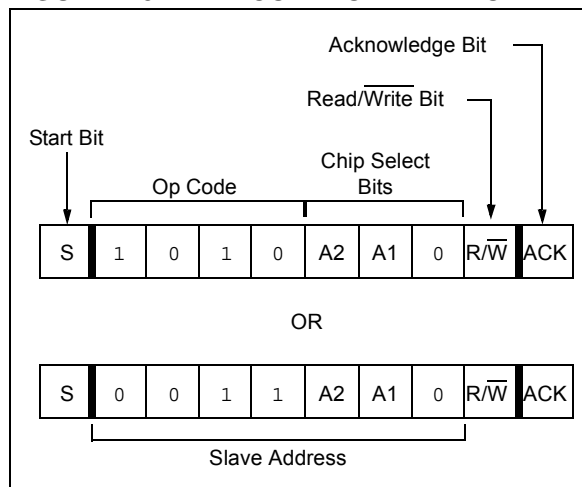 Acknowledge Bit
Read/Write Bit
Start Bit
Chip Select
Bits
Op Code
S 1 0 1 0 A2 A1 0 R/W ACK
OR
S 0 0 1 1 A2 A1 0 R/W ACK
Slave Address